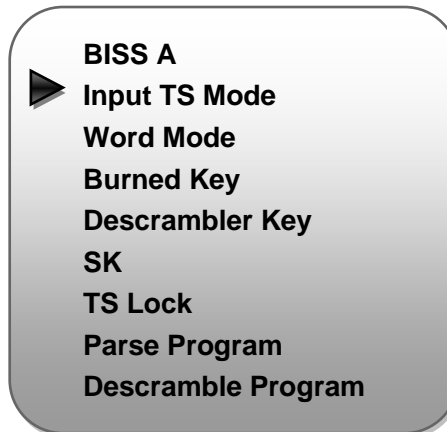 BISS A
Input TS Mode
Word Mode
Burned Key
Descrambler Key
SK
TS Lock
Parse Program
Descramble Program